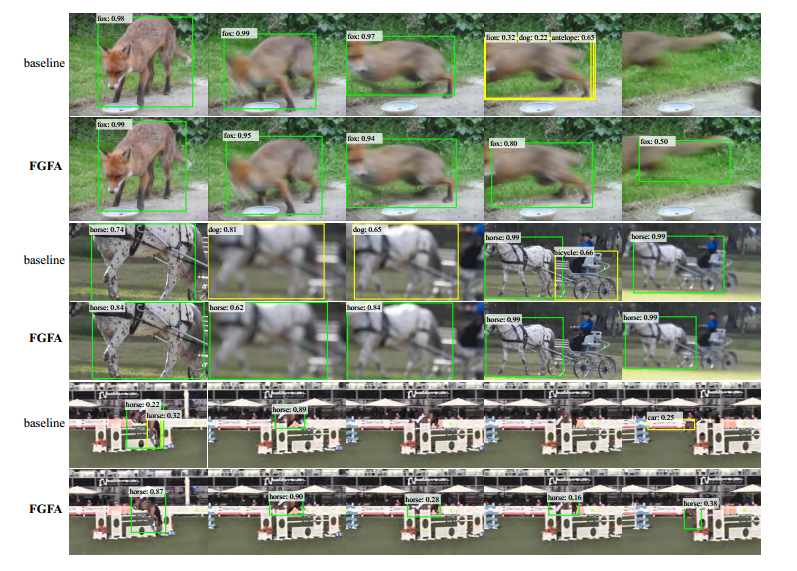 baseline
fox: 0.98
fox: 0.99
fox: 0.97
lion: 0.32 dog: 0.22 antelope: 0.65
FGFA
fox: 0.99
fox: 0.95
fox: 0.94
fox: 0.80
fox: 0.50
baseline
horse: 0.74
dog: 0.81
dog: 0.65
horse: 0.99
bicycle: 0.66
horse: 0.99
FGFA
horse: 0.84
horse: 0.62
horse: 0.84
horse: 0.99
horse: 0.99
baseline
horse: 0.22
horse: 0.32
horse: 0.89
car: 0.25
FGFA
horse: 0.87
horse: 0.90
horse: 0.28
horse: 0.16
horse: 0.38